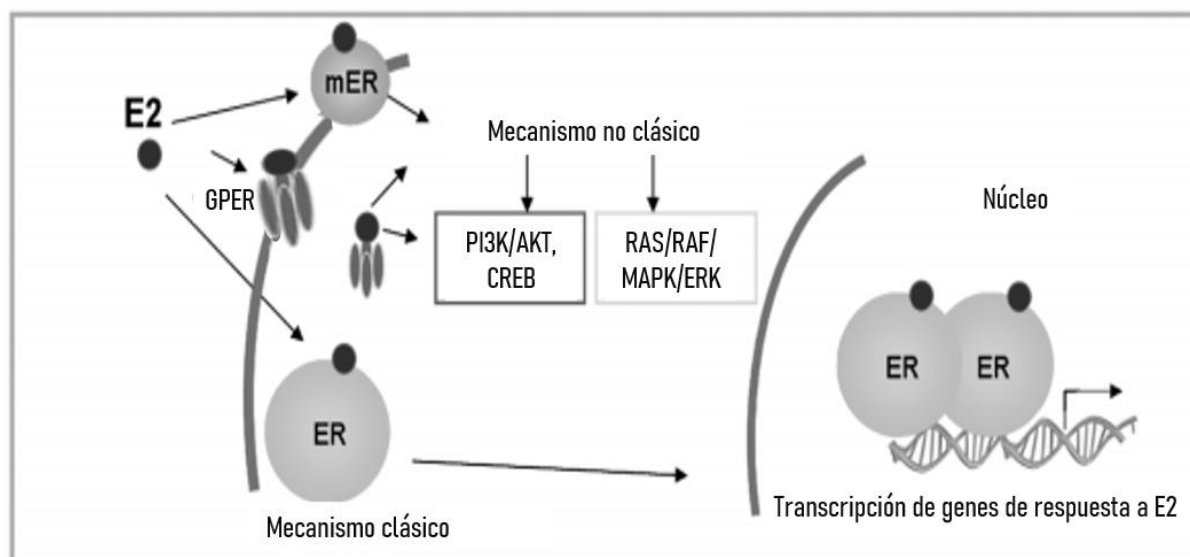 mER
E2
GPER
Mecanismo no clásico
PI3K/AKT,
CREB
RAS/RAF/
MAPK/ERK
Núcleo
ER
Mecanismo clásico
ER
ER
Transcripción de genes de respuesta a E2